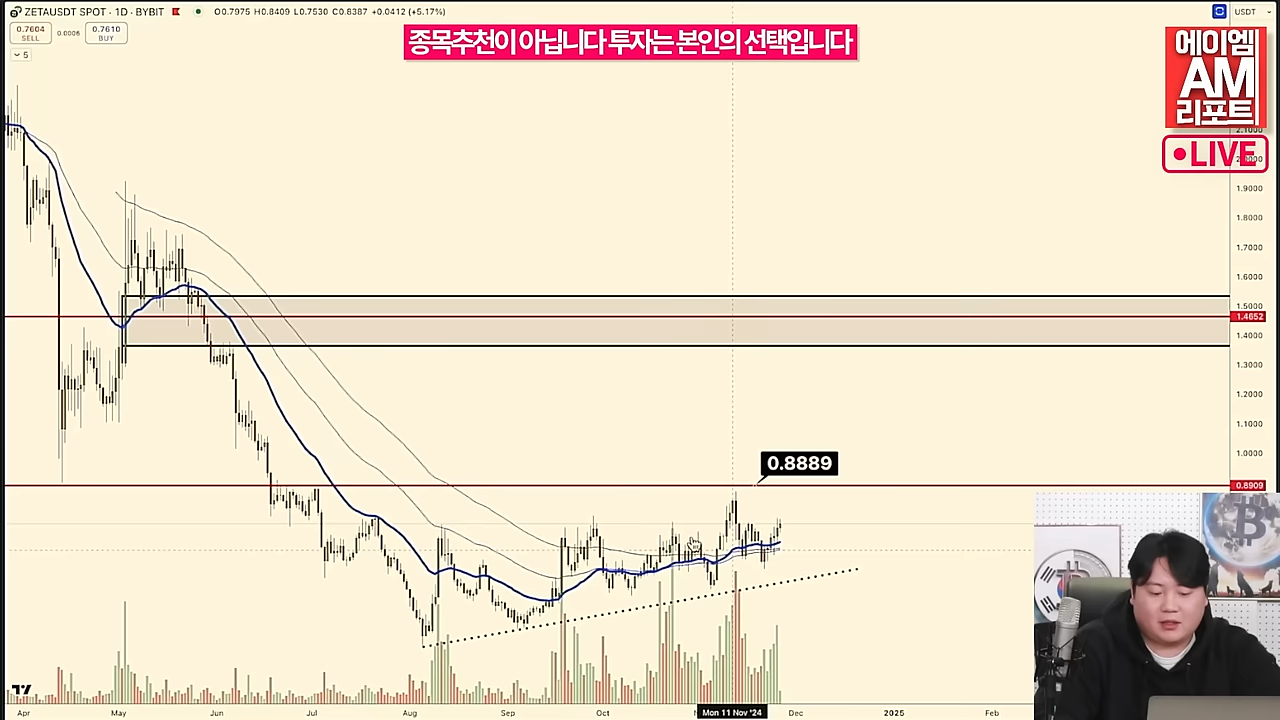 ZETAUSDT SPOT · 1D · BYBIT O0.7975 H0.8409 L0.7530 C0.8387 +0.0412 (+5.17%)
USDT
0.7604
SELL
0.0006
0.7610
BUY
5
종목추천이 아닙니다 투자는 본인의 선택입니다
에이엠
AM
리포트
LIVE
2.1000
1.9000
1.8000
1.7000
1.6000
1.5000
1.4652
1.4000
1.3000
1.2000
1.1000
1.0000
0.8889
0.8909
Apr May Jun Jul Aug Sep Oct Mon 11 Nov '24 Dec 2025 Feb